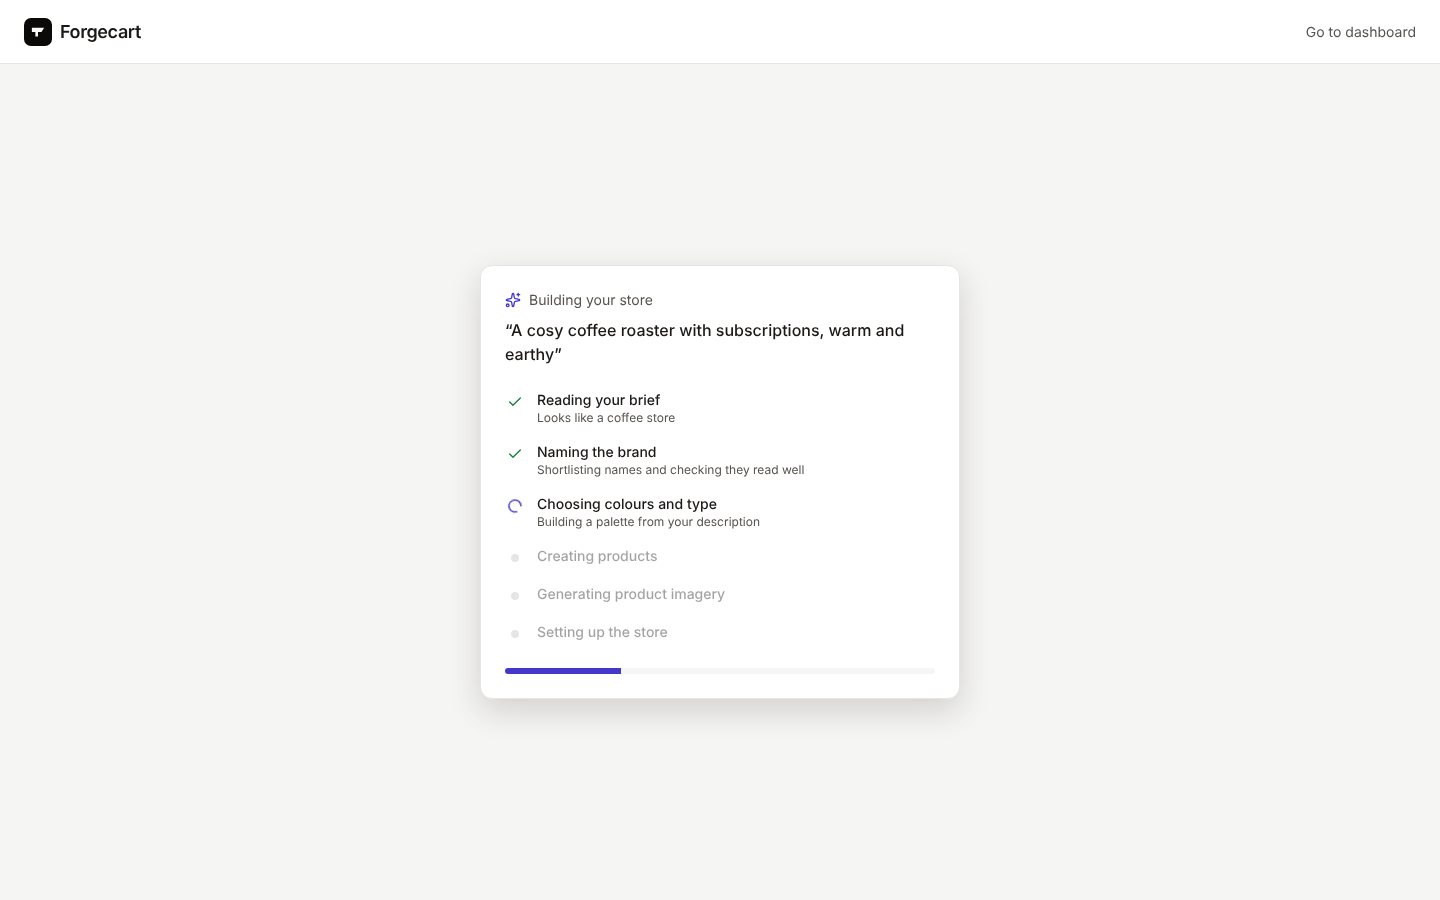 Forgecart
Go to dashboard
Building your store
“A cosy coffee roaster with subscriptions, warm and
earthy”
Reading your brief
Looks like a coffee store
Naming the brand
Shortlisting names and checking they read well
Choosing colours and type
Building a palette from your description
Creating products
Generating product imagery
Setting up the store